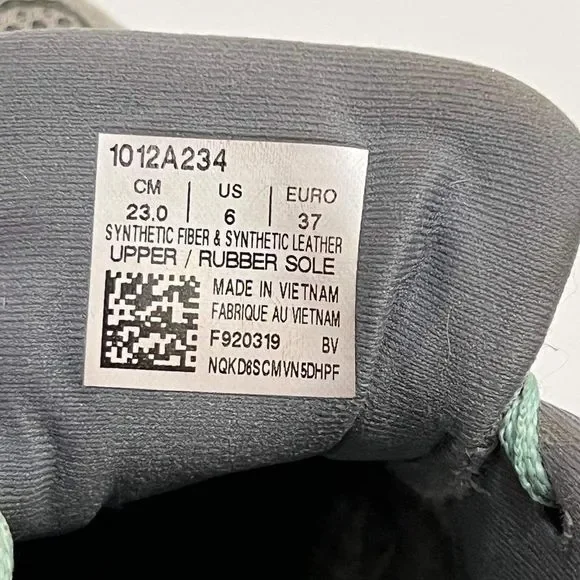 1012A234
CM | US | EURO
23.0 | 6 | 37
SYNTHETIC FIBER & SYNTHETIC LEATHER
UPPER / RUBBER SOLE
MADE IN VIETNAM
FABRIQUE AU VIETNAM
F920319 BV
NQKD6SCMVN5DHPF